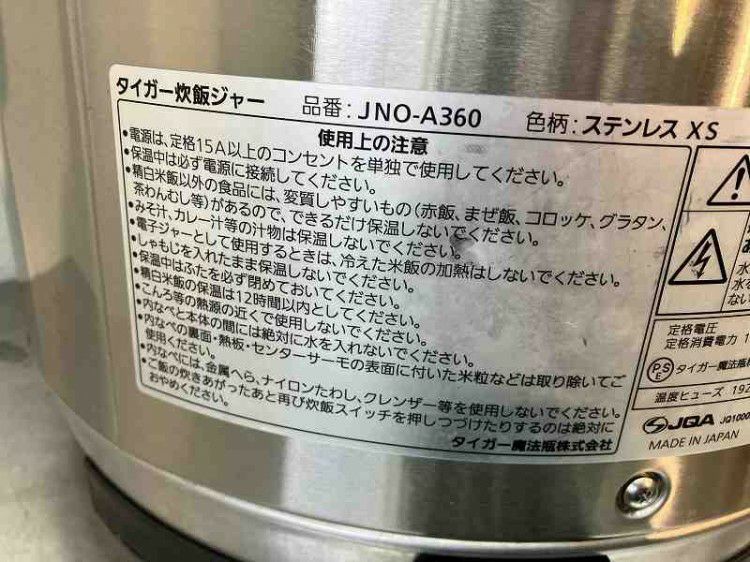 タイガー炊飯ジャー 品番：JNO-A360 色柄：ステンレス XS
使用上の注意
•電源は、定格15A以上のコンセントを単独で使用してください。
•保温中は必ず電源に接続してください。
•精白米飯以外の食品には、変質しやすいもの(赤飯、まぜ飯、コロッケ、グラタン、
茶わんむし等)があるので、できるだけ保温しないでください。
•みそ汁、カレー汁等の汁物は保温しないでください。
•電子ジャーとして使用するときは、冷えた米飯の加熱はしないでください。
•しゃもじを入れたまま保温しないでください。
•保温中はふたを必ず閉めておいてください。
•精白米飯の保温は12時間以内としてください。
•こんろ等の熱源の近くで使用しないでください。
•内なべと本体の間には絶対に水を入れないでください。
•内なべの裏面・熱板・センターサーモの表面に付いた米粒などは取り除いてご
使用ください。
•内なべには、金属へら、ナイロンたわし、クレンザー等を使用しないでください。
•ご飯の炊きあがったあと再び炊飯スイッチを押しつづけたりするのは絶対に
おやめください。
タイガー魔法瓶株式会社
水
水を
ない
定格電圧
定格消費電力 1
PSE タイガー魔法瓶
温度ヒューズ 192
JQA JQ1000
MADE IN JAPAN